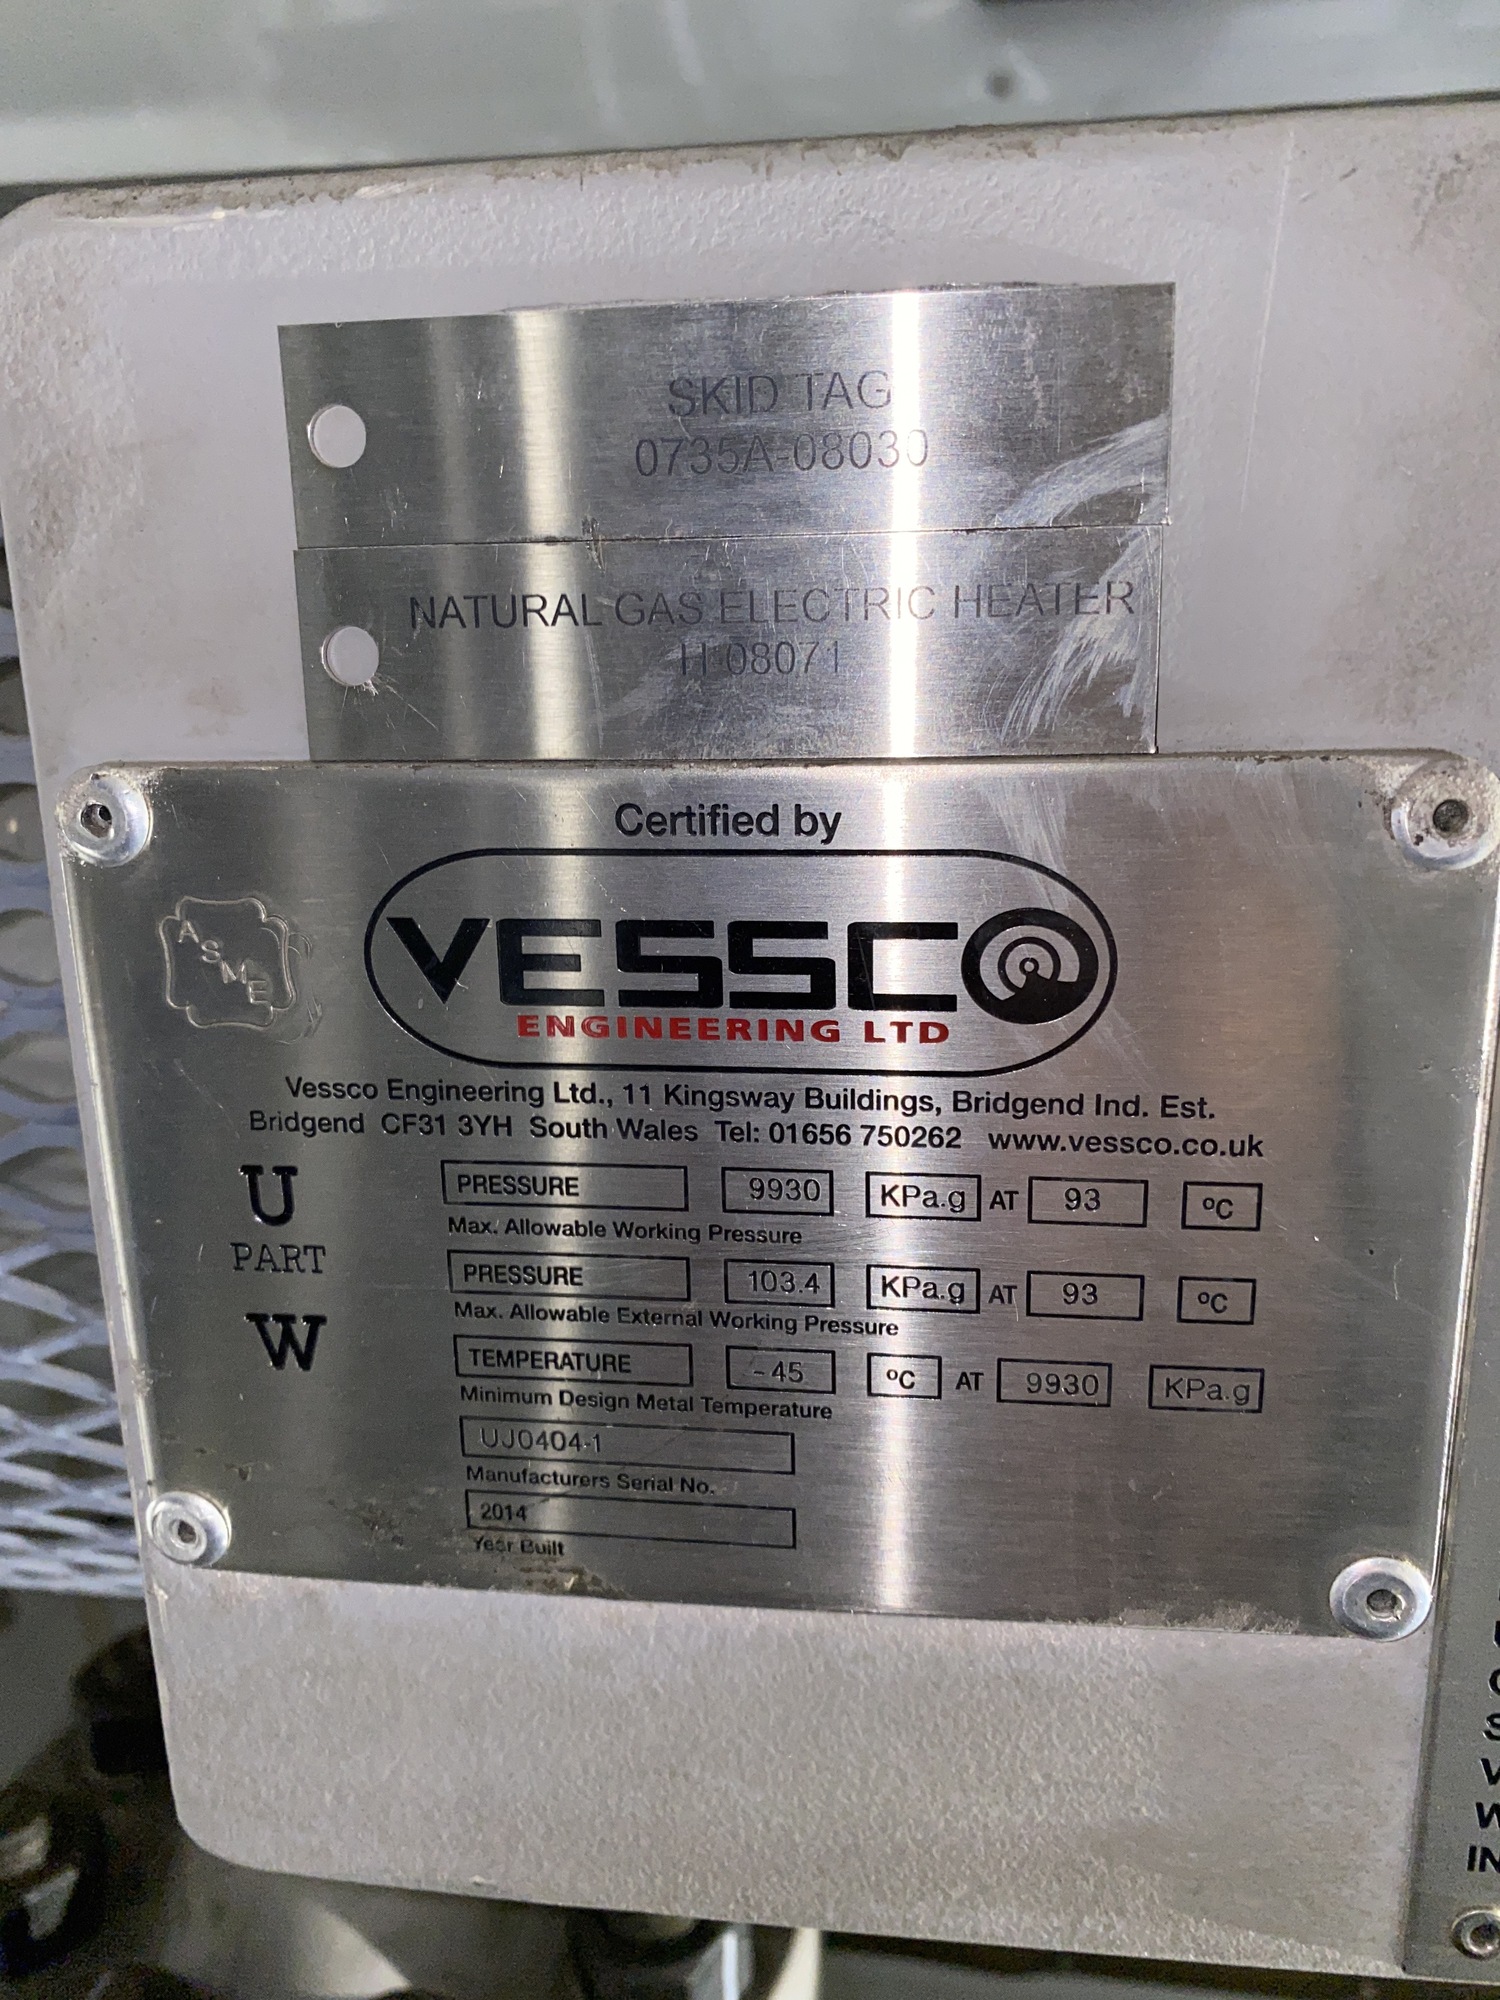 SKID TAG
0735A-08030
NATURAL GAS ELECTRIC HEATER
H-08071
Certified by
ASME
VESSCO
ENGINEERING LTD
Vessco Engineering Ltd., 11 Kingsway Buildings, Bridgend Ind. Est.
Bridgend CF31 3YH South Wales Tel: 01656 750262 www.vessco.co.uk
U
PART
W
PRESSURE 9930 KPa.g AT 93 ºC
Max. Allowable Working Pressure
PRESSURE 103.4 KPa.g AT 93 ºC
Max. Allowable External Working Pressure
TEMPERATURE -45 ºC AT 9930 KPa.g
Minimum Design Metal Temperature
UJ0404-1
Manufacturers Serial No.
2014
Year Built